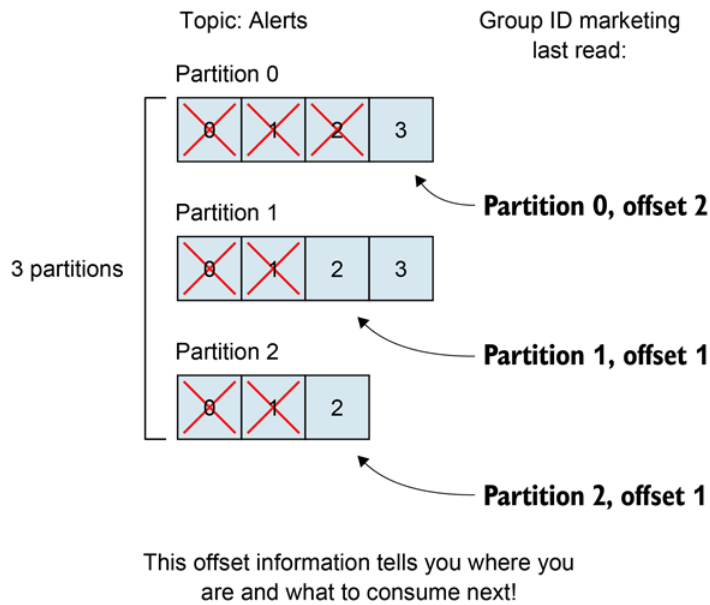 Topic: Alerts
Group ID marketing
last read:
Partition 0
0 1 2 3
Partition 0, offset 2
Partition 1
0 1 2 3
3 partitions
Partition 1, offset 1
Partition 2
0 1 2
Partition 2, offset 1
This offset information tells you where you
are and what to consume next!